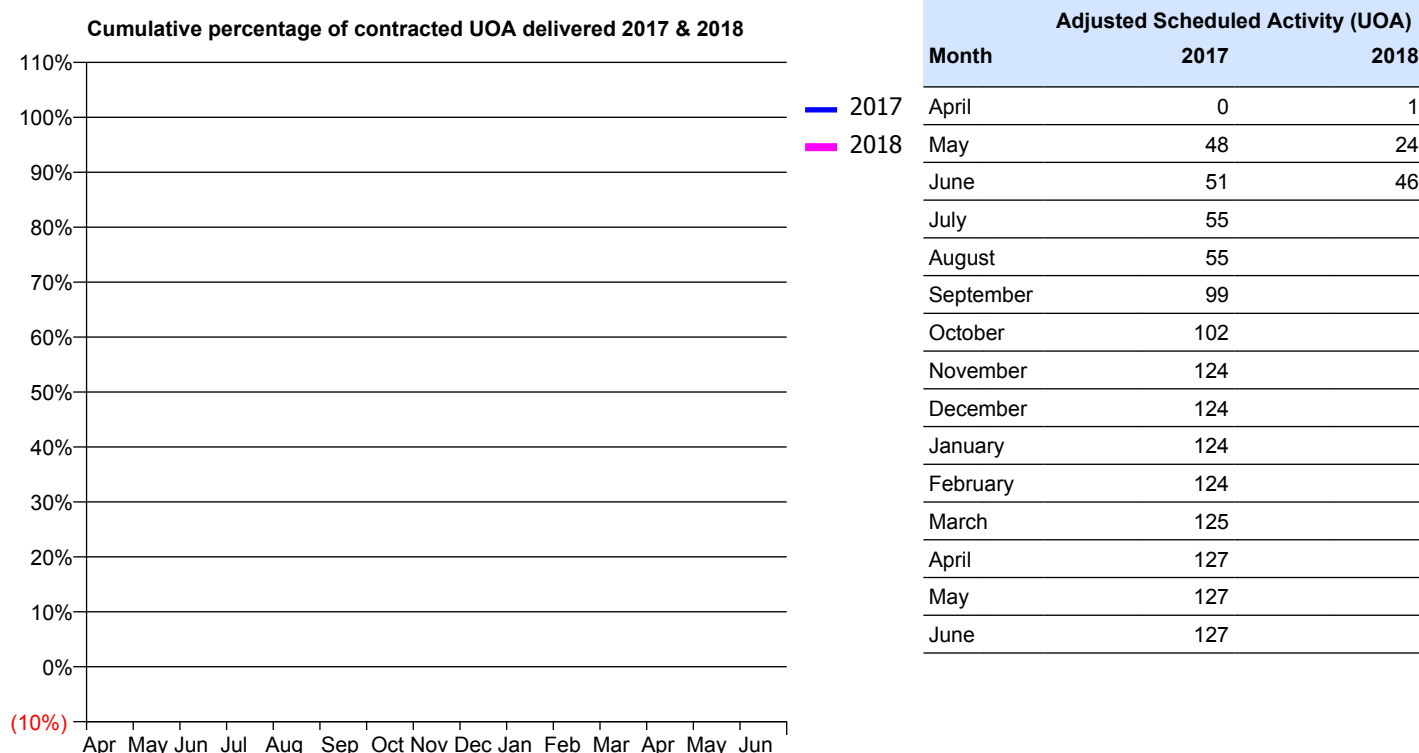 Cumulative percentage of contracted UOA delivered 2017 & 2018
110%
100%
90%
80%
70%
60%
50%
40%
30%
20%
10%
0%
(10%)
Apr May Jun Jul Aug Sep Oct Nov Dec Jan Feb Mar Apr May Jun
2017
2018
Adjusted Scheduled Activity (UOA)
Month 2017 2018
April 0 1
May 48 24
June 51 46
July 55
August 55
September 99
October 102
November 124
December 124
January 124
February 124
March 125
April 127
May 127
June 127